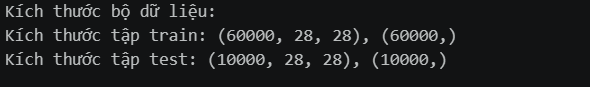 Kích thước bộ dữ liệu:
Kích thước tập train: (60000, 28, 28), (60000,)
Kích thước tập test: (10000, 28, 28), (10000,)